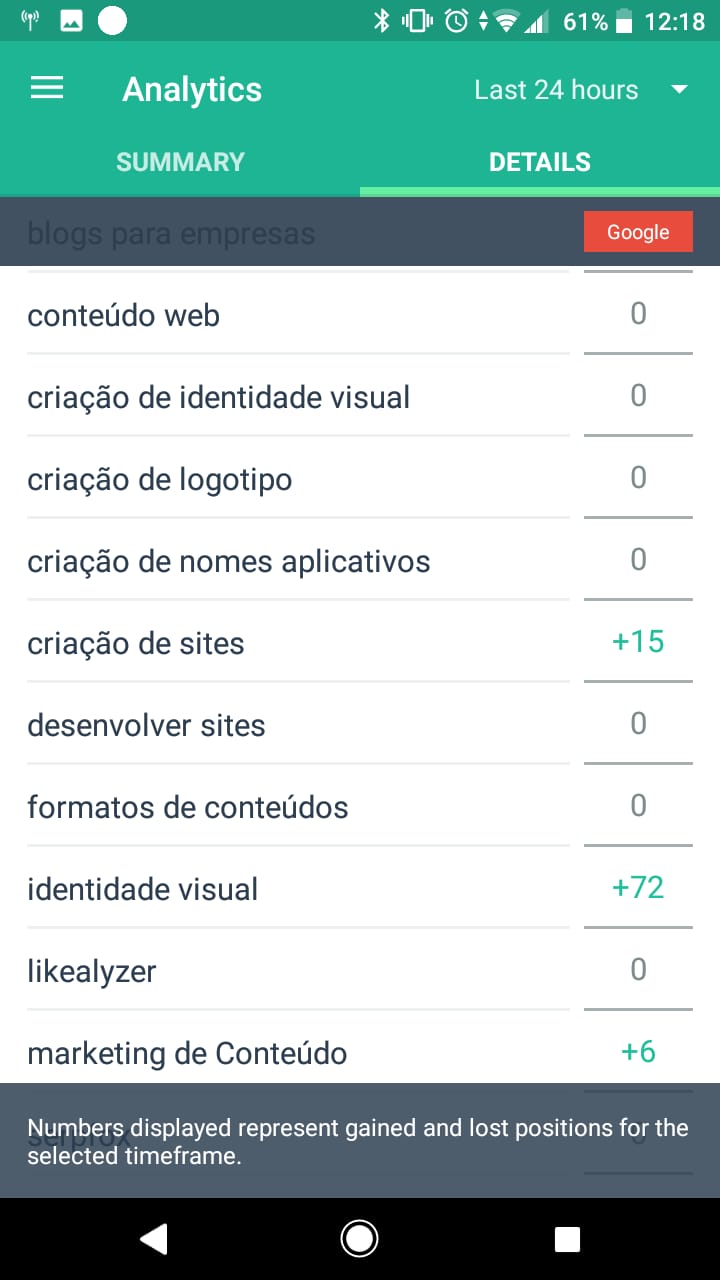 61% 12:18
Analytics Last 24 hours
SUMMARY DETAILS
blogs para empresas Google
conteúdo web 0
criação de identidade visual 0
criação de logotipo 0
criação de nomes aplicativos 0
criação de sites +15
desenvolver sites 0
formatos de conteúdos 0
identidade visual +72
likealyzer 0
marketing de Conteúdo +6
serprox 0
Numbers displayed represent gained and lost positions for the
selected timeframe.